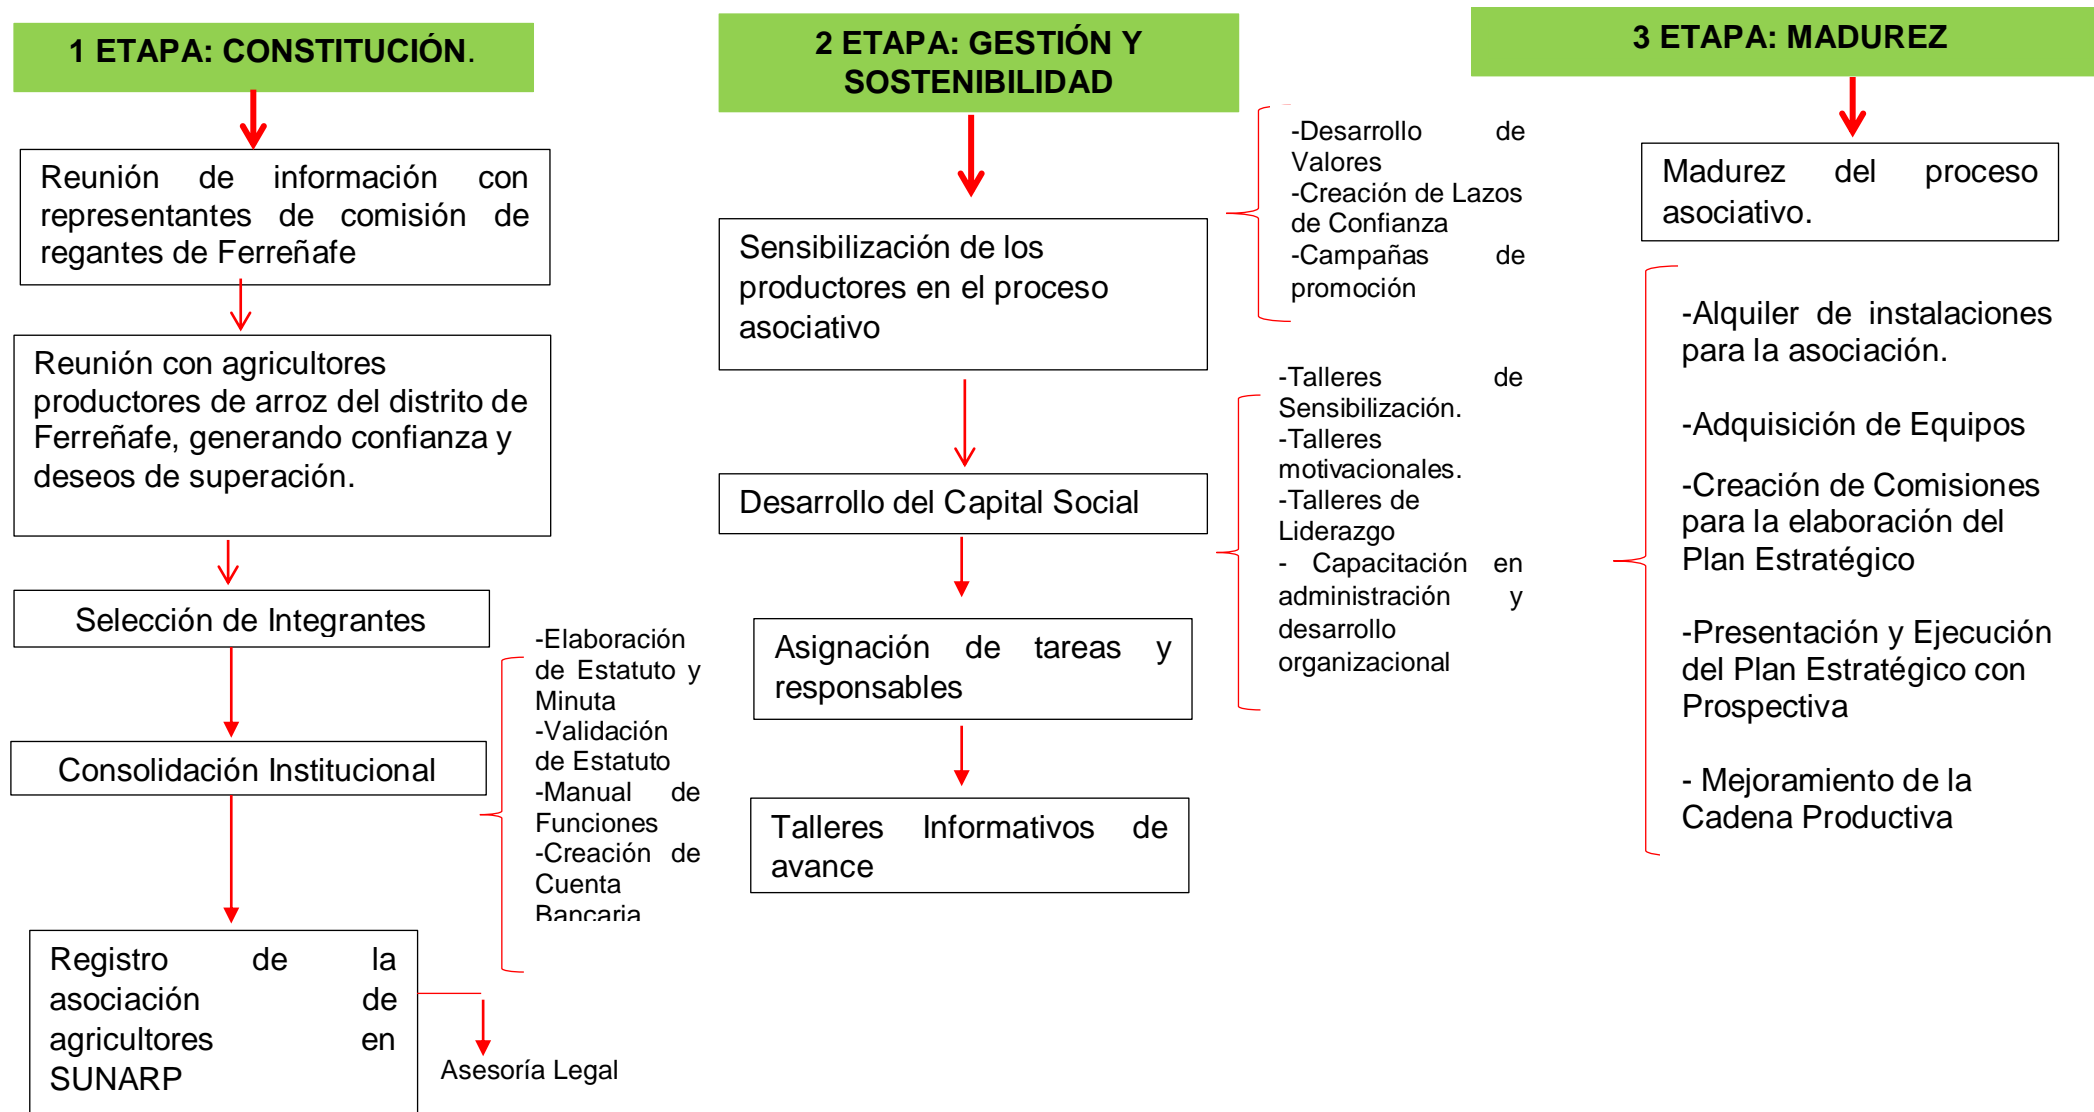 1 ETAPA: CONSTITUCIÓN.
Reunión de información con
representantes de comisión de
regantes de Ferreñafe
Reunión con agricultores
productores de arroz del distrito de
Ferreñafe, generando confianza y
deseos de superación.
Selección de Integrantes
Consolidación Institucional
-Elaboración
de Estatuto y
Minuta
-Validación
de Estatuto
-Manual de
Funciones
-Creación de
Cuenta
Bancaria
Registro de la
asociación de
agricultores en
SUNARP
Asesoría Legal
2 ETAPA: GESTIÓN Y
SOSTENIBILIDAD
Sensibilización de los
productores en el proceso
asociativo
-Desarrollo de
Valores
-Creación de Lazos
de Confianza
-Campañas de
promoción
Desarrollo del Capital Social
-Talleres de
Sensibilización.
-Talleres
motivacionales.
-Talleres de
Liderazgo
- Capacitación en
administración y
desarrollo
organizacional
Asignación de tareas y
responsables
Talleres Informativos de
avance
3 ETAPA: MADUREZ
Madurez del proceso
asociativo.
-Alquiler de instalaciones
para la asociación.
-Adquisición de Equipos
-Creación de Comisiones
para la elaboración del
Plan Estratégico
-Presentación y Ejecución
del Plan Estratégico con
Prospectiva
- Mejoramiento de la
Cadena Productiva